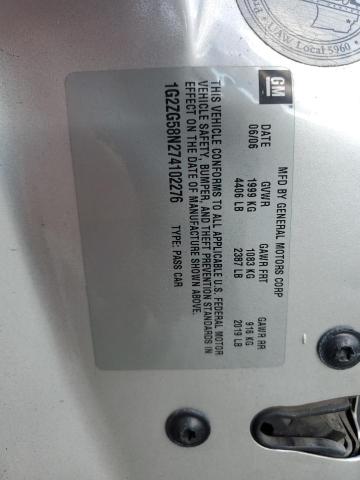 UAW Local 5960
GM
MFD BY GENERAL MOTORS CORP
DATE GVWR GAWR FRT GAWR RR
06/06 1999 KG 1083 KG 916 KG
4406 LB 2387 LB 2019 LB
THIS VEHICLE CONFORMS TO ALL APPLICABLE U.S. FEDERAL MOTOR
VEHICLE SAFETY, BUMPER, AND THEFT PREVENTION STANDARDS IN
EFFECT ON THE DATE OF MANUFACTURE SHOWN ABOVE.
1G2ZG58N274102276 TYPE: PASS CAR